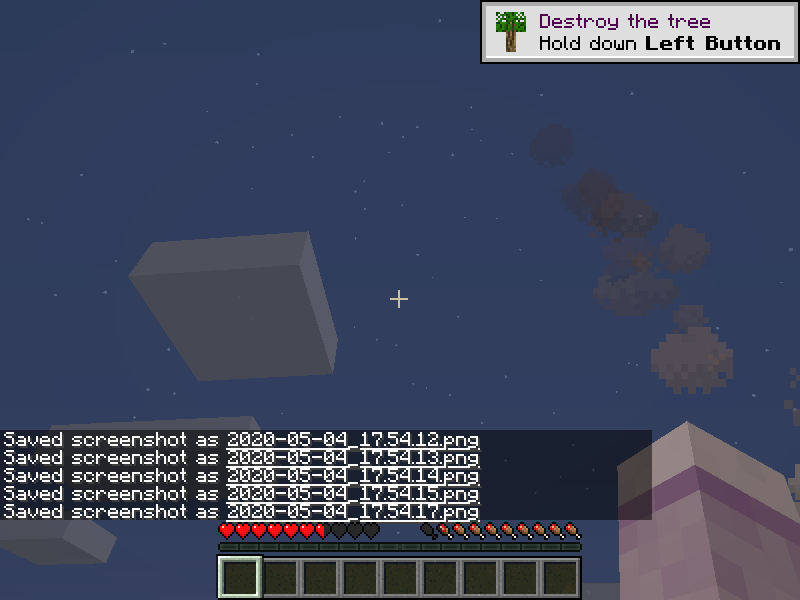 Destroy the tree
Hold down Left Button
Saved screenshot as 2020-05-04_17.54.12.png
Saved screenshot as 2020-05-04_17.54.13.png
Saved screenshot as 2020-05-04_17.54.14.png
Saved screenshot as 2020-05-04_17.54.15.png
Saved screenshot as 2020-05-04_17.54.17.png